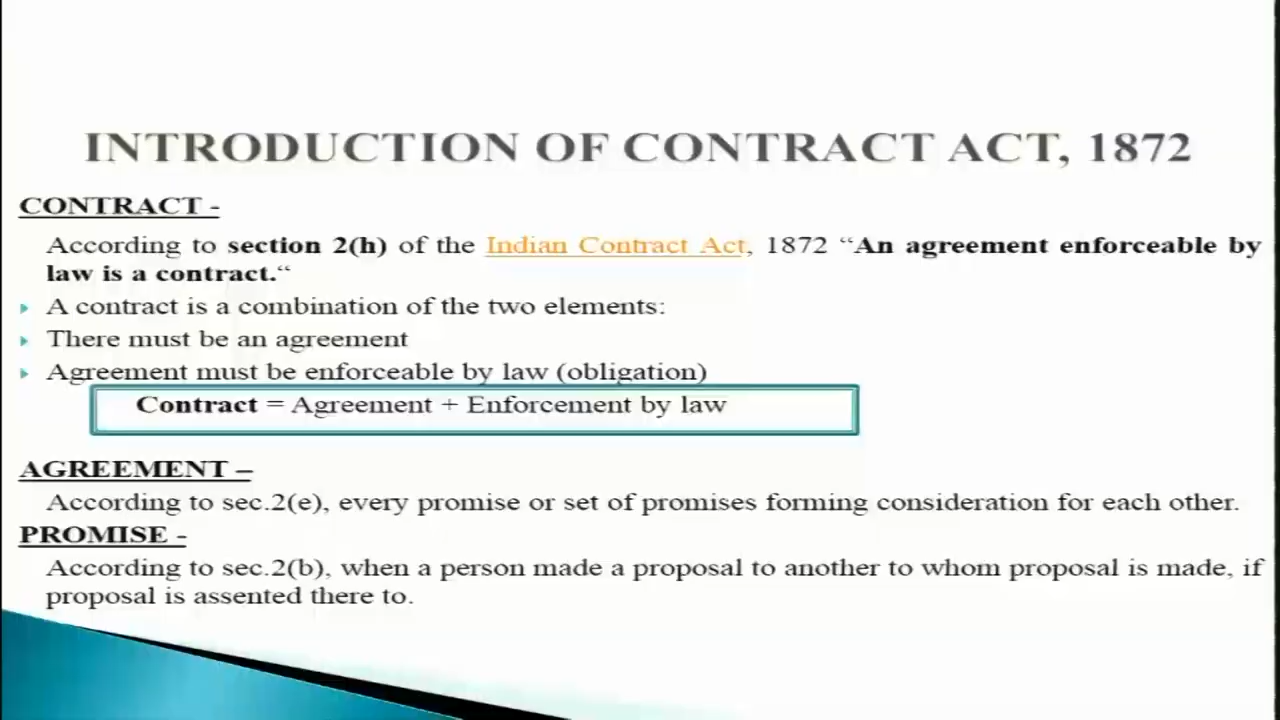 INTRODUCTION OF CONTRACT ACT, 1872
CONTRACT -
According to section 2(h) of the Indian Contract Act, 1872 “An agreement enforceable by
law is a contract.“
A contract is a combination of the two elements:
There must be an agreement
Agreement must be enforceable by law (obligation)
Contract = Agreement + Enforcement by law
AGREEMENT –
According to sec.2(e), every promise or set of promises forming consideration for each other.
PROMISE -
According to sec.2(b), when a person made a proposal to another to whom proposal is made, if
proposal is assented there to.